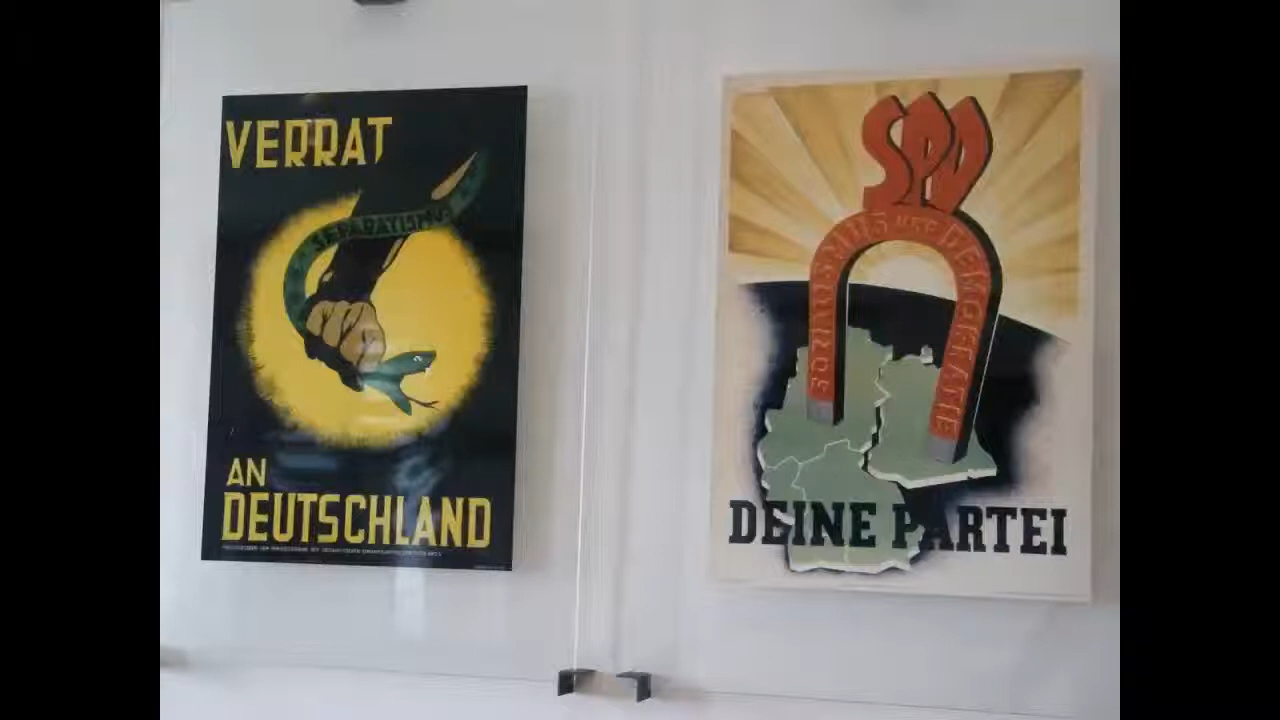 VERRAT
SEPARATISMUS
AN
DEUTSCHLAND
SPD
SOZIALISMUS UND DEMOKRATIE
DEINE PARTEI